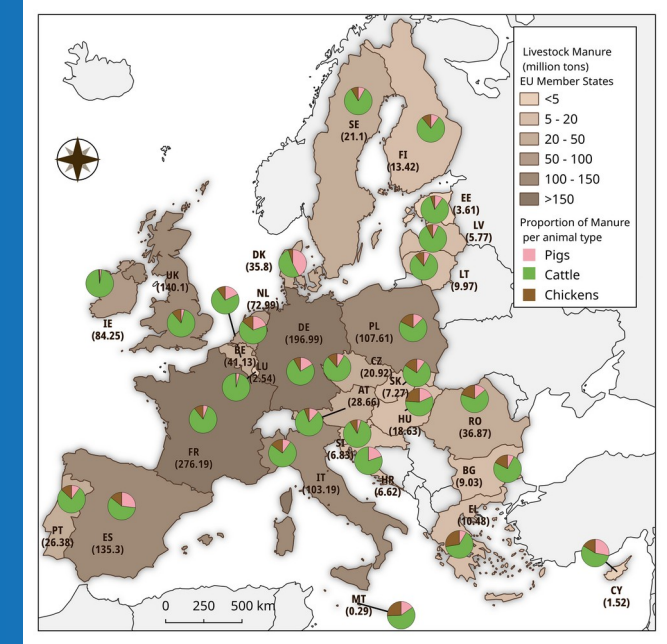 Livestock Manure
(million tons)
EU Member States
<5
5 - 20
20 - 50
50 - 100
100 - 150
>150
Proportion of Manure
per animal type
Pigs
Cattle
Chickens
SE
(21.1)
FI
(13.42)
EE
(3.61)
LV
(5.77)
LT
(9.97)
DK
(35.8)
UK
(140.1)
IE
(84.25)
NL
(72.99)
BE
(41.13)
LU
(2.54)
DE
(196.99)
PL
(107.61)
CZ
(20.92)
SK
(7.27)
AT
(28.66)
HU
(18.63)
RO
(36.87)
SI
(6.83)
HR
(6.62)
FR
(276.19)
IT
(103.19)
BG
(9.03)
EL
(10.48)
PT
(26.38)
ES
(135.3)
MT
(0.29)
CY
(1.52)
0 250 500 km